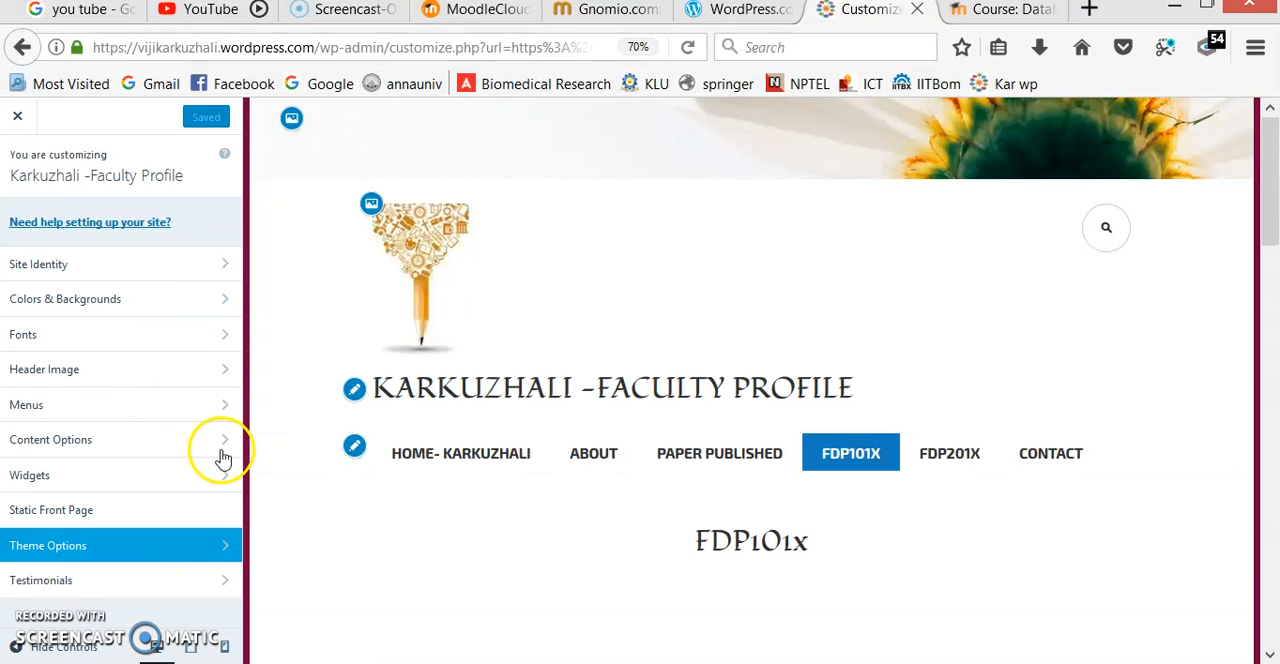 you tube - G
YouTube
Screencast-O
MoodleClou
Gnomio.com
WordPress.co
Customize
Course: Data
https://vijikarkuzhali.wordpress.com/wp-admin/customize.php?url=https%3A%2
70%
Search
54
Most Visited
Gmail
Facebook
Google
annauniv
Biomedical Research
KLU
springer
NPTEL
ICT
IITBom
Kar wp
Saved
You are customizing
Karkuzhali -Faculty Profile
Need help setting up your site?
Site Identity
Colors & Backgrounds
Fonts
Header Image
Menus
Content Options
Widgets
Static Front Page
Theme Options
Testimonials
RECORDED WITH
SCREENCAST MATIC
Hide Controls
KARKUZHALI -FACULTY PROFILE
HOME- KARKUZHALI ABOUT PAPER PUBLISHED FDP101X FDP201X CONTACT
FDP101x